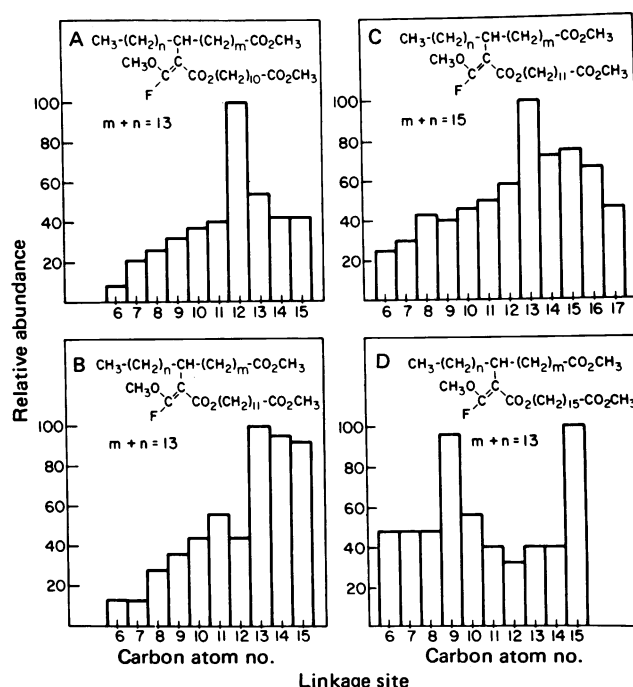 A
CH₃-(CH₂)ₙ-CH-(CH₂)ₘ-CO₂CH₃
CH₃O
F
CO₂(CH₂)₁₀-CO₂CH₃
m + n = 13
100
80
60
40
20
6 7 8 9 10 11 12 13 14 15
C
CH₃-(CH₂)ₙ-CH-(CH₂)ₘ-CO₂CH₃
CH₃O
F
CO₂(CH₂)₁₁-CO₂CH₃
m + n = 15
100
80
60
40
20
6 7 8 9 10 11 12 13 14 15 16 17
Relative abundance
B
CH₃-(CH₂)ₙ-CH-(CH₂)ₘ-CO₂CH₃
CH₃O
F
CO₂(CH₂)₁₁-CO₂CH₃
m + n = 13
100
80
60
40
20
6 7 8 9 10 11 12 13 14 15
Carbon atom no.
D
CH₃-(CH₂)ₙ-CH-(CH₂)ₘ-CO₂CH₃
CH₃O
F
CO₂(CH₂)₁₅-CO₂CH₃
m + n = 13
100
80
60
40
20
6 7 8 9 10 11 12 13 14 15
Carbon atom no.
Linkage site